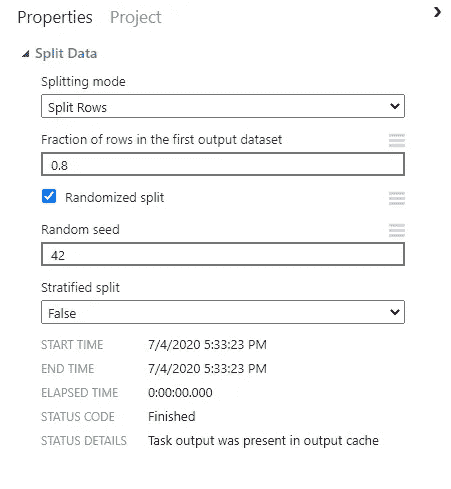 Properties Project
Split Data
Splitting mode
Split Rows
Fraction of rows in the first output dataset
0.8
Randomized split
Random seed
42
Stratified split
False
START TIME 7/4/2020 5:33:23 PM
END TIME 7/4/2020 5:33:23 PM
ELAPSED TIME 0:00:00.000
STATUS CODE Finished
STATUS DETAILS Task output was present in output cache